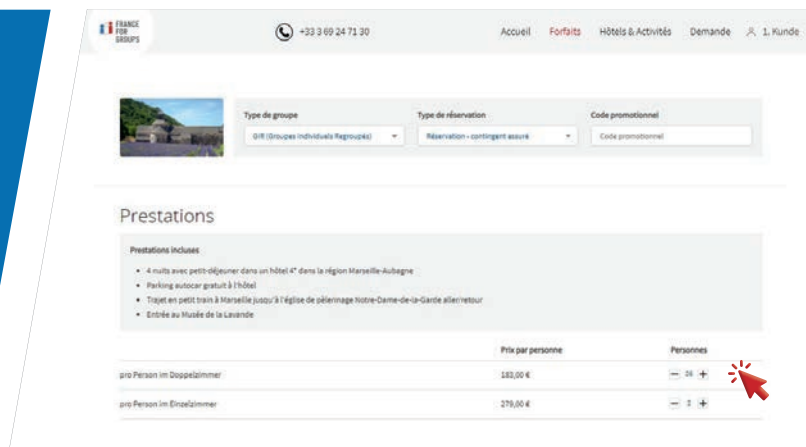 FRANCE
FOR
GROUPS
+33 3 69 24 71 30
Accueil Forfaits Hôtels & Activités Demande 1. Kunde
Type de groupe Type de réservation Code promotionnel
GIR (Groupes Individuels Regroupés) Réservation - contingent assuré Code promotionnel
Prestations
Prestations incluses
• 4 nuits avec petit-déjeuner dans un hôtel 4* dans la région Marseille-Aubagne
• Parking autocar gratuit à l'hôtel
• Trajet en petit train à Marseille jusqu'à l'église de pèlerinage Notre-Dame-de-la-Garde aller/retour
• Entrée au Musée de la Lavande
Prix par personne Personnes
pro Person im Doppelzimmer 183,00 € − +
pro Person im Einzelzimmer 279,00 € − 2 +